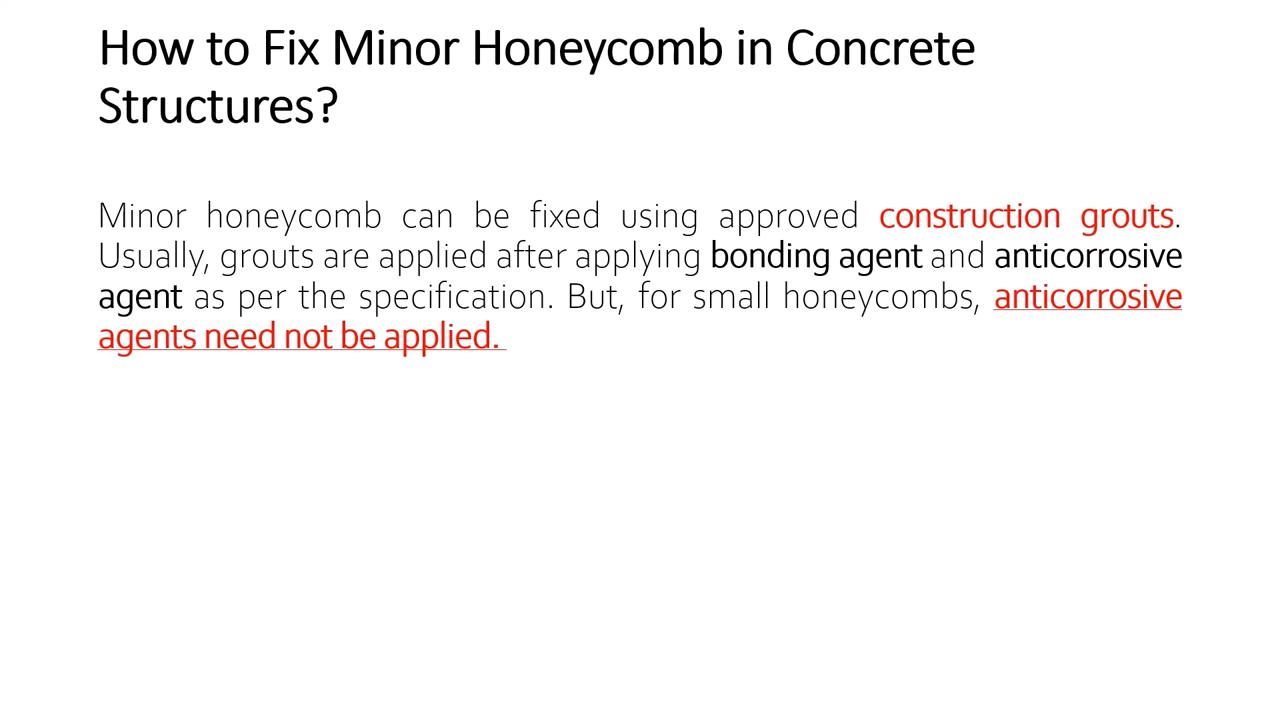 How to Fix Minor Honeycomb in Concrete
Structures?
Minor honeycomb can be fixed using approved construction grouts.
Usually, grouts are applied after applying bonding agent and anticorrosive
agent as per the specification. But, for small honeycombs, anticorrosive
agents need not be applied.